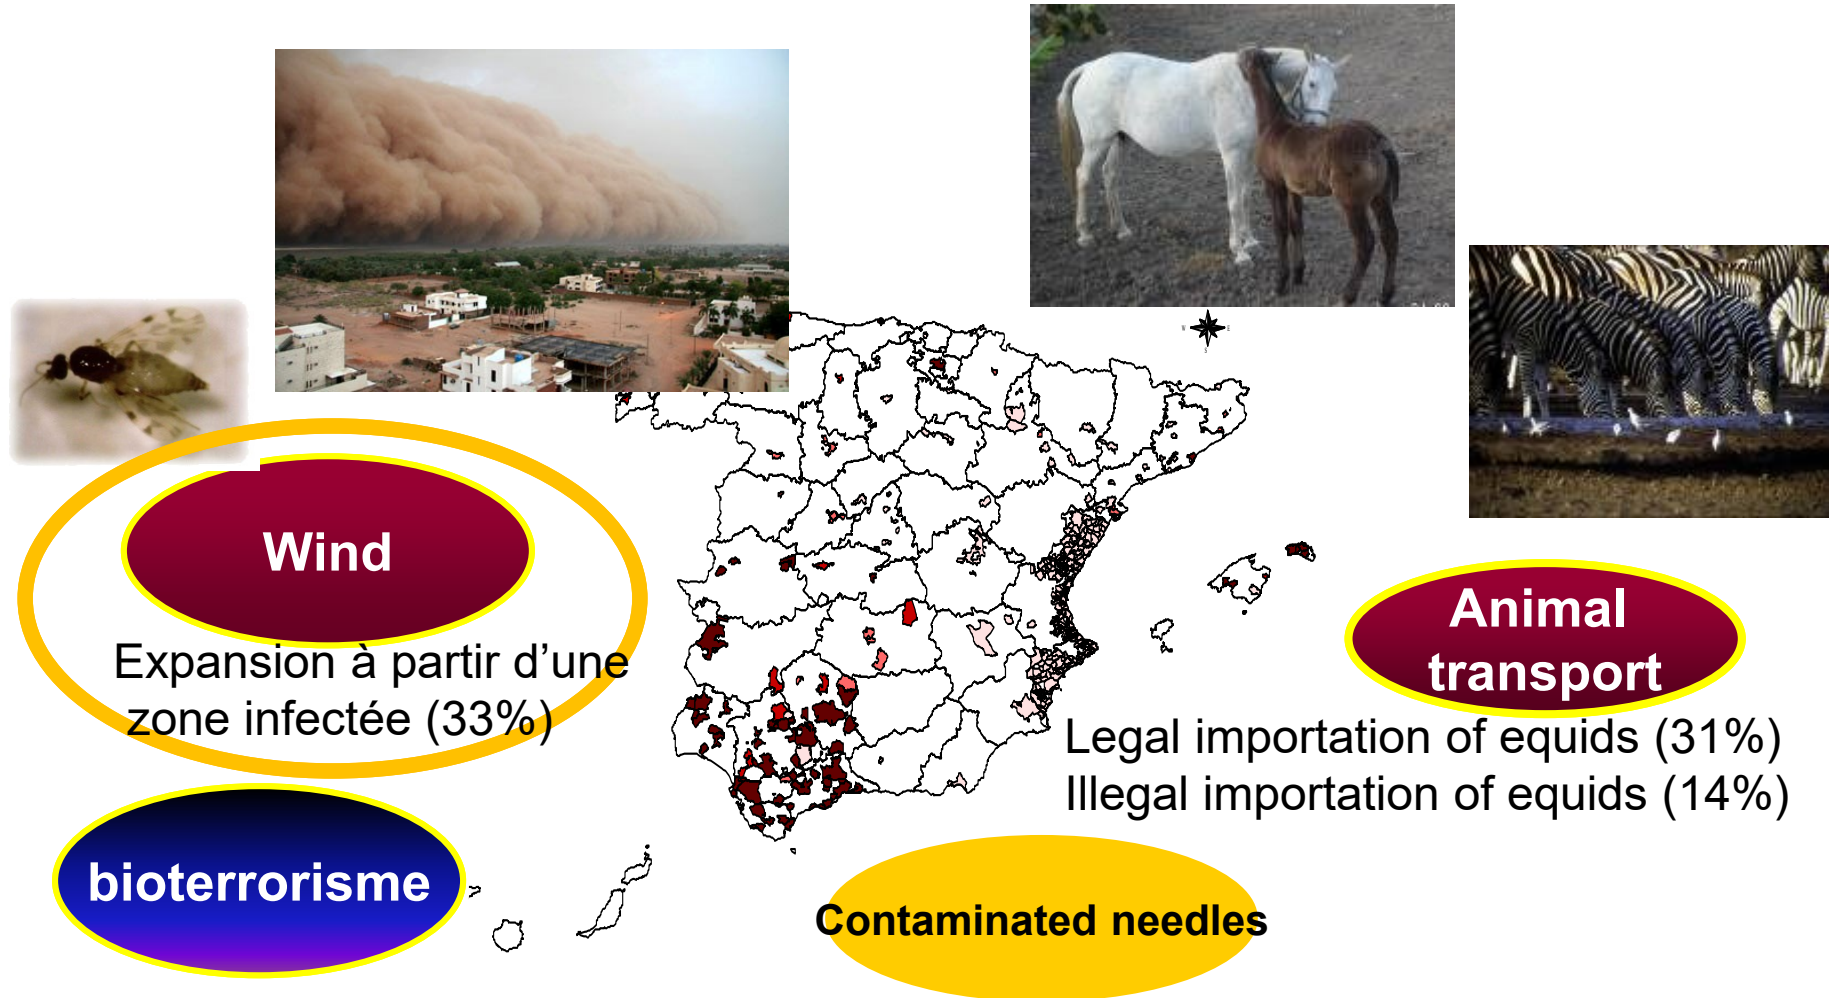 Wind
Expansion à partir d’une
zone infectée (33%)
bioterrorisme
Animal
transport
Legal importation of equids (31%)
Illegal importation of equids (14%)
Contaminated needles